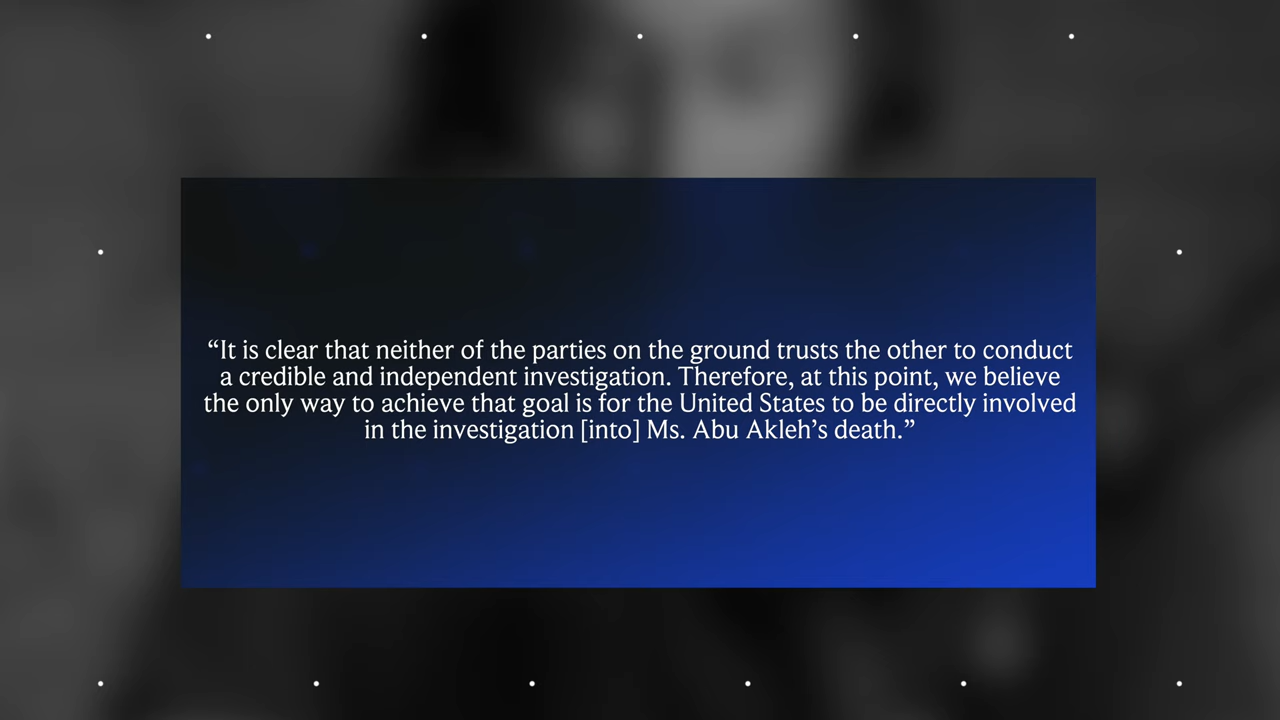 “It is clear that neither of the parties on the ground trusts the other to conduct
a credible and independent investigation. Therefore, at this point, we believe
the only way to achieve that goal is for the United States to be directly involved
in the investigation [into] Ms. Abu Akleh’s death.”